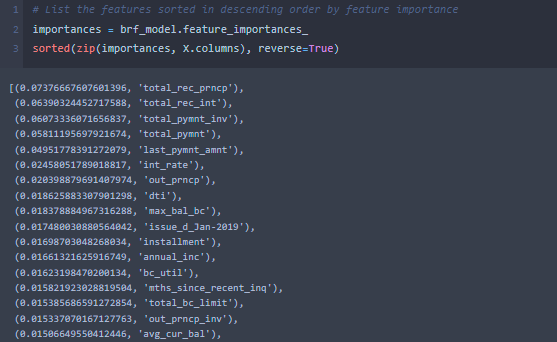 1 # List the features sorted in descending order by feature importance
2 importances = brf_model.feature_importances_
3 sorted(zip(importances, X.columns), reverse=True)
[(0.07376667607601396, 'total_rec_prncp'),
(0.06390324452717588, 'total_rec_int'),
(0.06073336071656837, 'total_pymnt_inv'),
(0.05811195697921674, 'total_pymnt'),
(0.04951778391272079, 'last_pymnt_amnt'),
(0.02458051789018817, 'int_rate'),
(0.020398879691407974, 'out_prncp'),
(0.018625883307901298, 'dti'),
(0.018378884967316288, 'max_bal_bc'),
(0.017480030880564042, 'issue_d_Jan-2019'),
(0.01698703048268034, 'installment'),
(0.01661321625916749, 'annual_inc'),
(0.01623198470200134, 'bc_util'),
(0.015821923028819504, 'mths_since_recent_inq'),
(0.015385686591272854, 'total_bc_limit'),
(0.015337070167127763, 'out_prncp_inv'),
(0.01506649550412446, 'avg_cur_bal'),